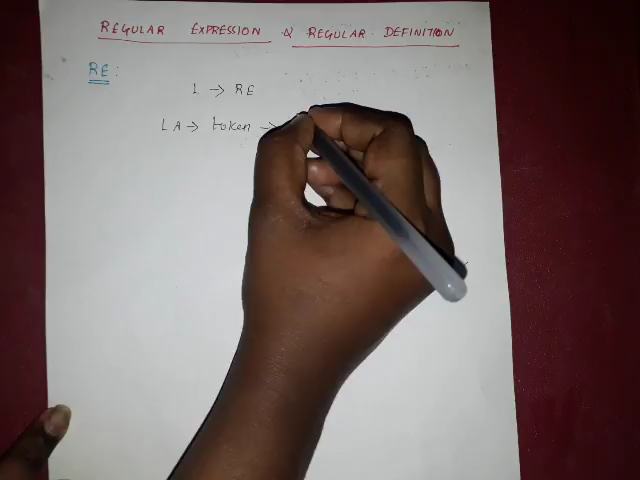 REGULAR EXPRESSION & REGULAR DEFINITION
RE:
L → RE
LA → token →